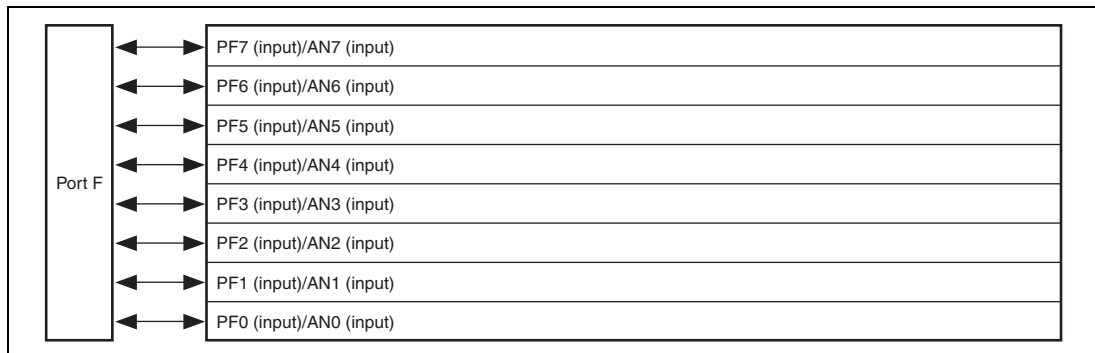 PF7 (input)/AN7 (input)
PF6 (input)/AN6 (input)
PF5 (input)/AN5 (input)
PF4 (input)/AN4 (input)
Port F
PF3 (input)/AN3 (input)
PF2 (input)/AN2 (input)
PF1 (input)/AN1 (input)
PF0 (input)/AN0 (input)